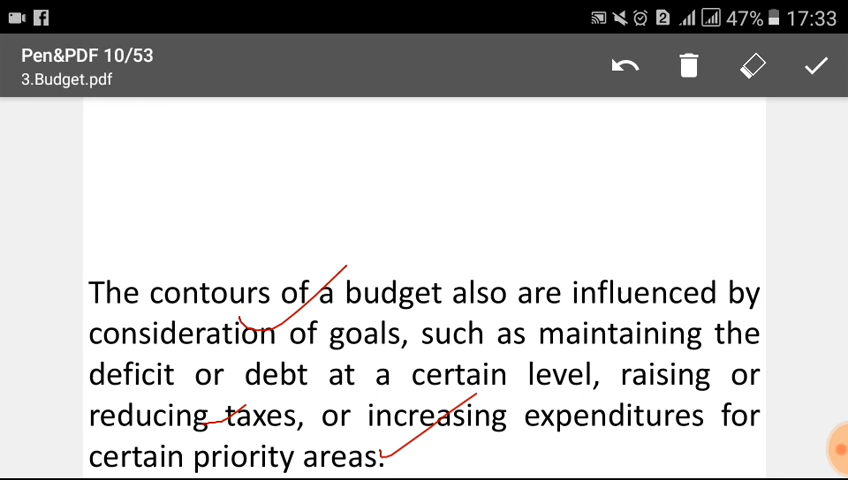 47% 17:33
Pen&PDF 10/53
3.Budget.pdf
The contours of a budget also are influenced by
consideration of goals, such as maintaining the
deficit or debt at a certain level, raising or
reducing taxes, or increasing expenditures for
certain priority areas.